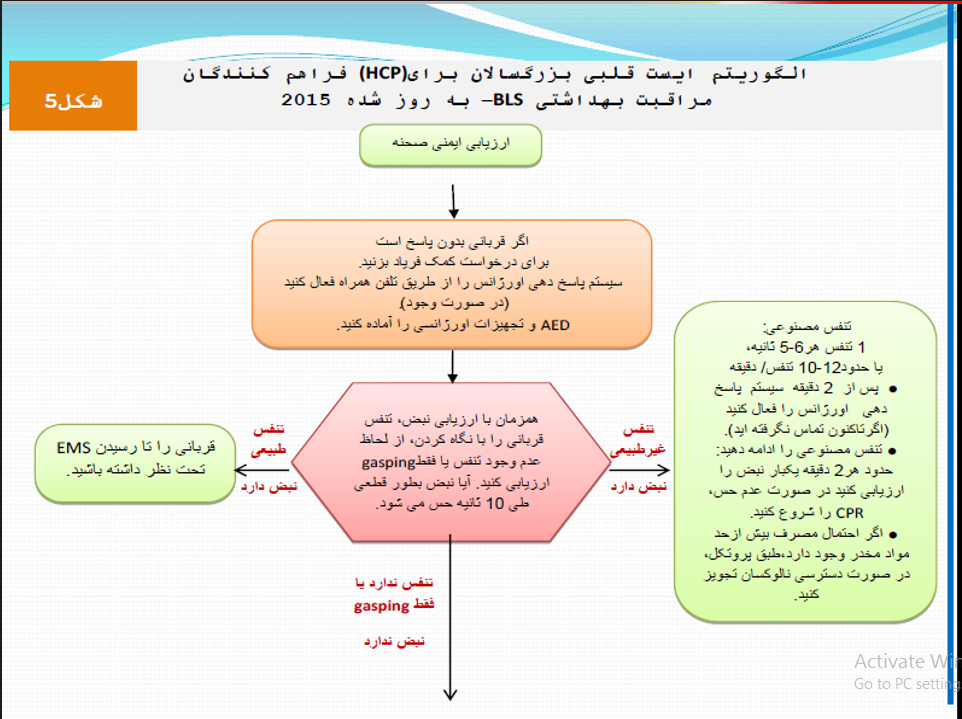 الگوریتم ایست قلبی بزرگسالان برای(HCP) فراهم کنندگان
مراقبت بهداشتی BLS– به روز شده 2015
شکل5
ارزیابی ایمنی صحنه
اگر قربانی بدون پاسخ است
برای درخواست کمک فریاد بزنید.
سیستم پاسخ دهی اورژانس را از طریق تلفن همراه فعال کنید
(در صورت وجود).
AED و تجهیزات اورژانسی را آماده کنید.
همزمان با ارزیابی نبض، تنفس
قربانی را با نگاه کردن، از لحاظ
عدم وجود تنفس یا فقطgasping
ارزیابی کنید. آیا نبض بطور قطعی
طی 10 ثانیه حس می شود.
تنفس
غیرطبیعی
نبض دارد
تنفس مصنوعی:
1 تنفس هر6-5 ثانیه،
یا حدود12-10 تنفس/ دقیقه
● پس از 2 دقیقه سیستم پاسخ
دهی اورژانس را فعال کنید
(اگرتاکنون تماس نگرفته اید).
● تنفس مصنوعی را ادامه دهید:
حدود هر2 دقیقه یکبار نبض را
ارزیابی کنید در صورت عدم حس،
CPR را شروع کنید.
● اگر احتمال مصرف بیش ازحد
مواد مخدر وجود دارد،طبق پروتکل،
در صورت دسترسی نالوکسان تجویز
کنید.
تنفس
طبیعی
نبض دارد
قربانی را تا رسیدن EMS
تحت نظر داشته باشید.
تنفس ندارد یا
فقط gasping
نبض ندارد
Activate Win
Go to PC setting